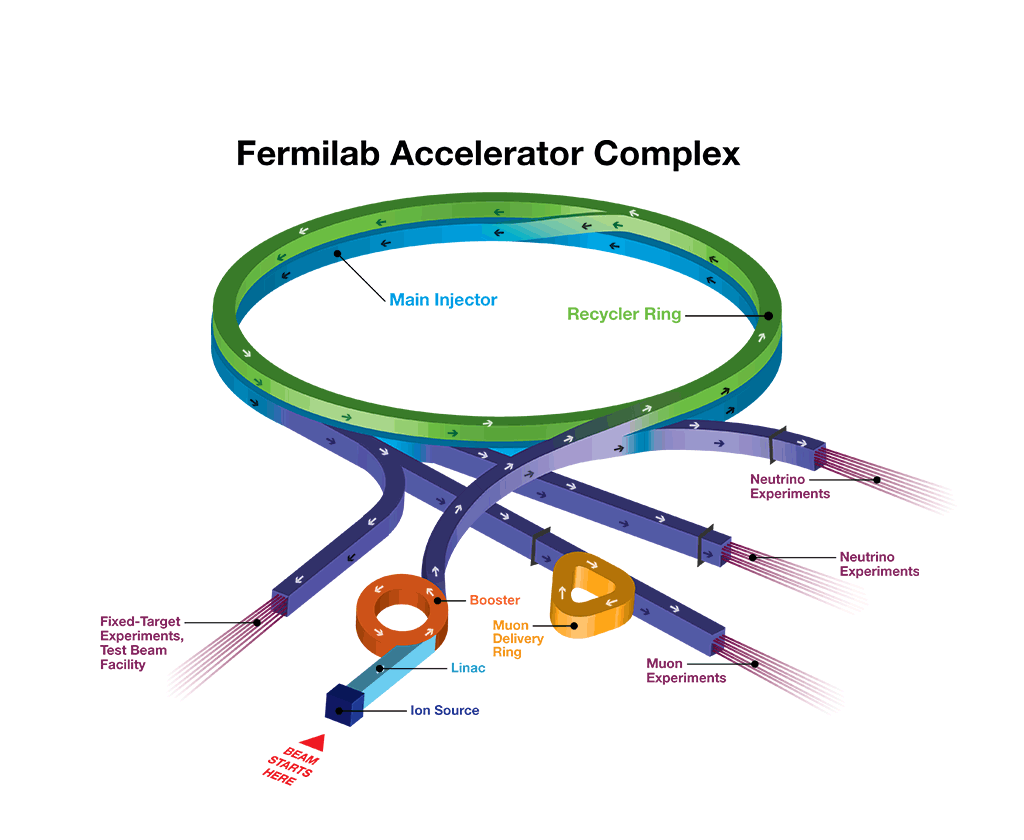 Fermilab Accelerator Complex
Main Injector
Recycler Ring
Neutrino
Experiments
Neutrino
Experiments
Booster
Fixed-Target
Experiments,
Test Beam
Facility
Muon
Delivery
Ring
Linac
Muon
Experiments
Ion Source
BEAM
STARTS
HERE